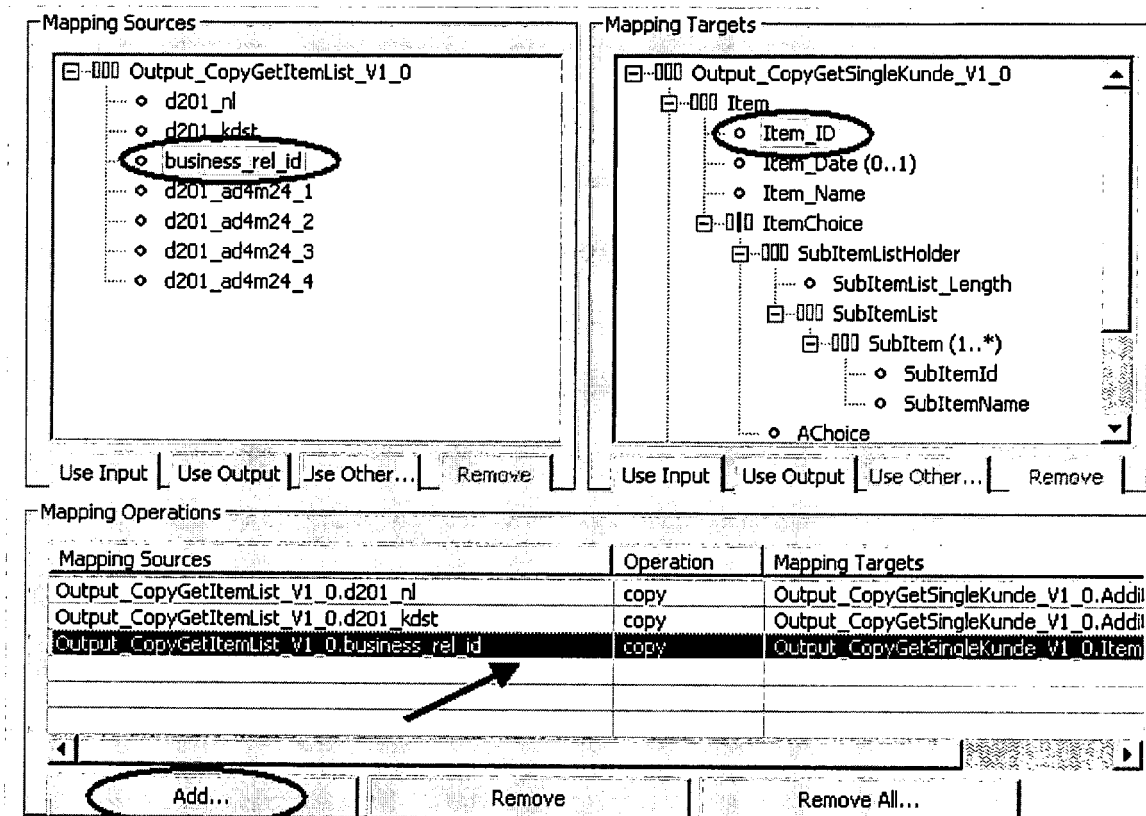 Mapping Sources
Output_CopyGetItemList_V1_0
d201_nl
d201_kdst
business_rel_id
d201_ad4m24_1
d201_ad4m24_2
d201_ad4m24_3
d201_ad4m24_4
Use Input Use Output Use Other... Remove
Mapping Targets
Output_CopyGetSingleKunde_V1_0
Item
Item_ID
Item_Date (0..1)
Item_Name
ItemChoice
SubItemListHolder
SubItemList_Length
SubItemList
SubItem (1..*)
SubItemId
SubItemName
AChoice
Use Input Use Output Use Other... Remove
Mapping Operations
Mapping Sources Operation Mapping Targets
Output_CopyGetItemList_V1_0.d201_nl copy Output_CopyGetSingleKunde_V1_0.Addi
Output_CopyGetItemList_V1_0.d201_kdst copy Output_CopyGetSingleKunde_V1_0.Addi
Output_CopyGetItemList_V1_0.business_rel_id copy Output_CopyGetSingleKunde_V1_0.Item
Add... Remove Remove All...